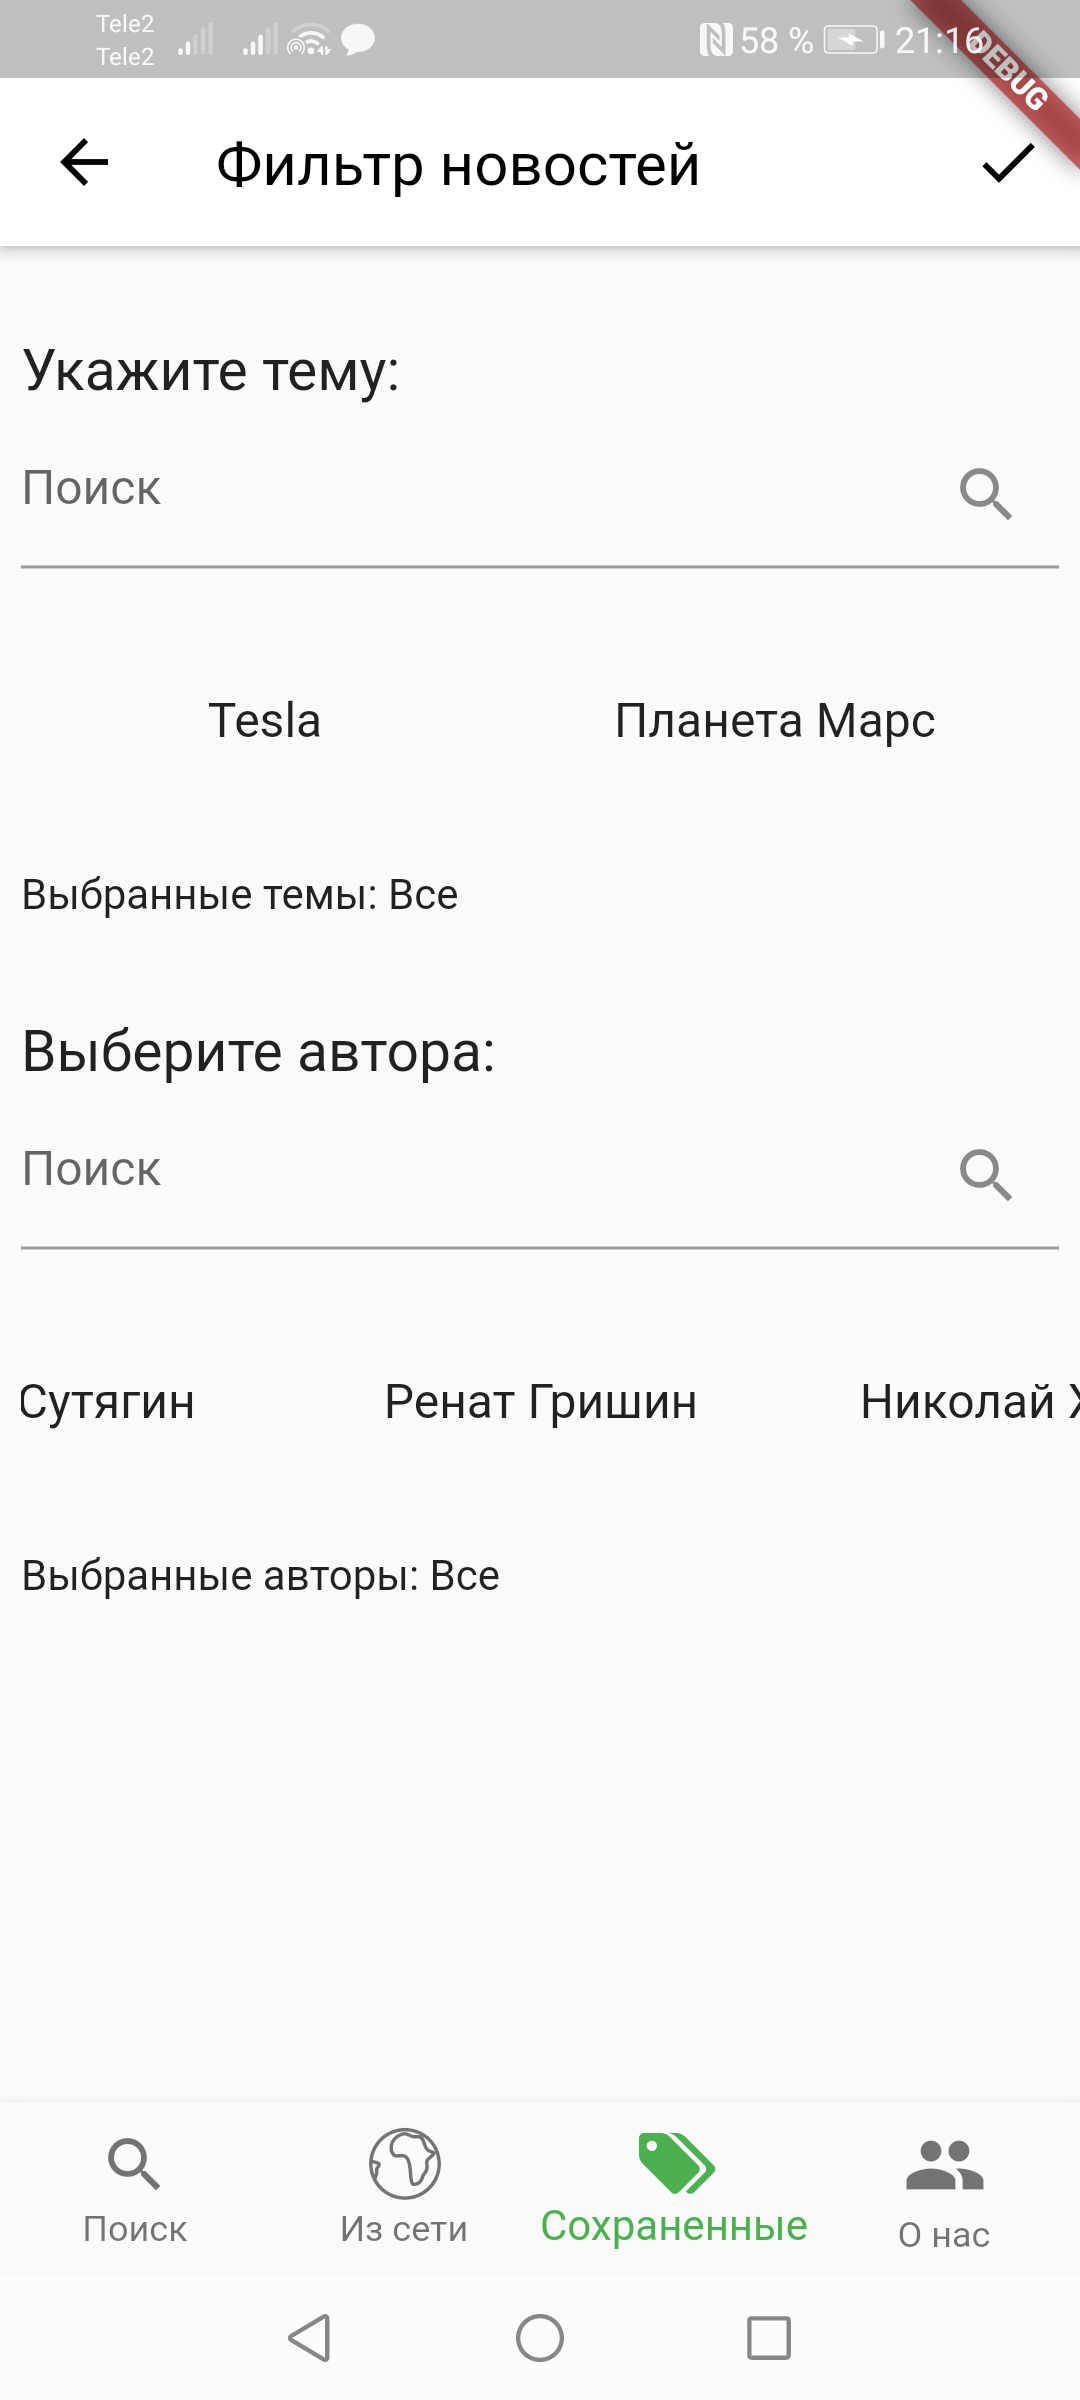 Tele2
Tele2
58 %
21:16
DEBUG
Фильтр новостей
Укажите тему:
Поиск
Tesla Планета Марс
Выбранные темы: Все
Выберите автора:
Поиск
Сутягин Ренат Гришин Николай
Выбранные авторы: Все
Поиск Из сети Сохраненные О нас